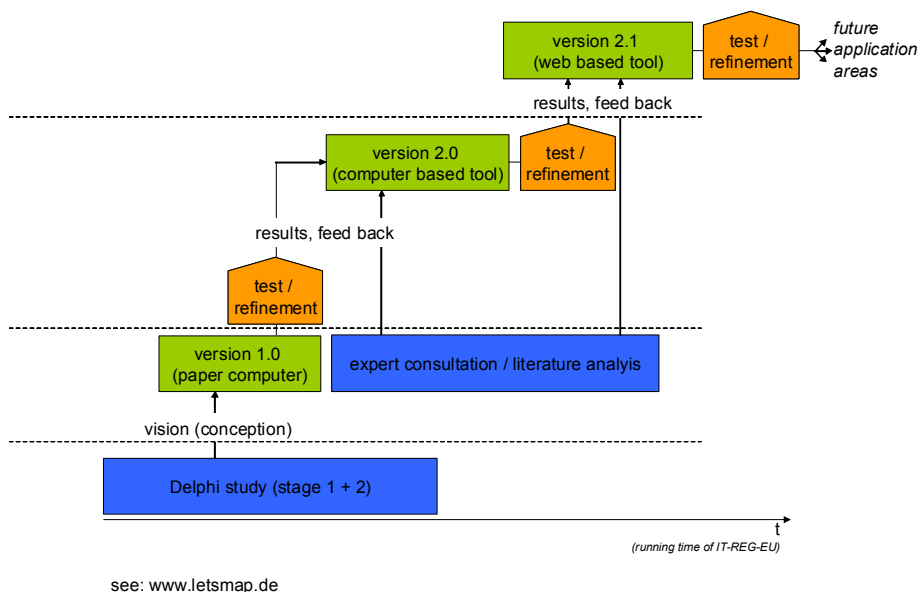 version 2.1
(web based tool)
test /
refinement
future
application
areas
results, feed back
version 2.0
(computer based tool)
test /
refinement
results, feed back
test /
refinement
version 1.0
(paper computer)
expert consultation / literature analyis
vision (conception)
Delphi study (stage 1 + 2)
t
(running time of IT-REG-EU)
see: www.letsmap.de